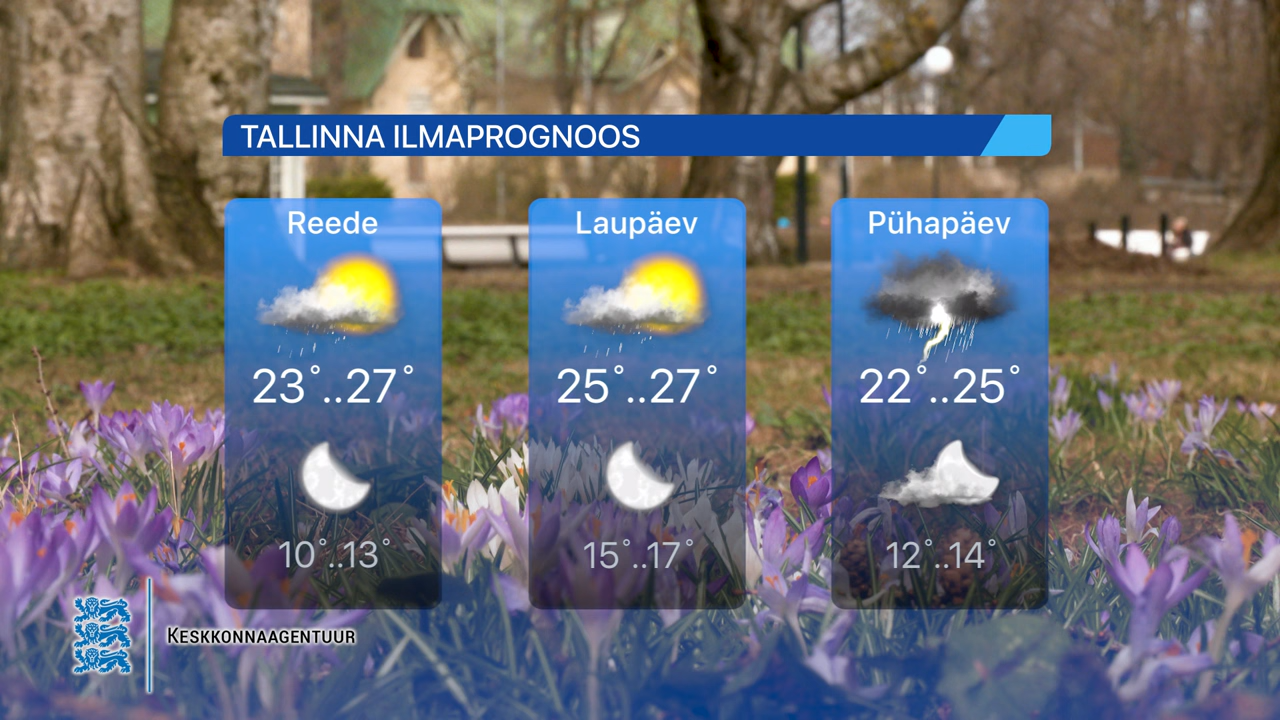 TALLINNA ILMAPROGNOOS
Reede
23°..27°
10°..13°
Laupäev
25°..27°
15°..17°
Pühapäev
22°..25°
12°..14°
KESKKONNAAGENTUUR